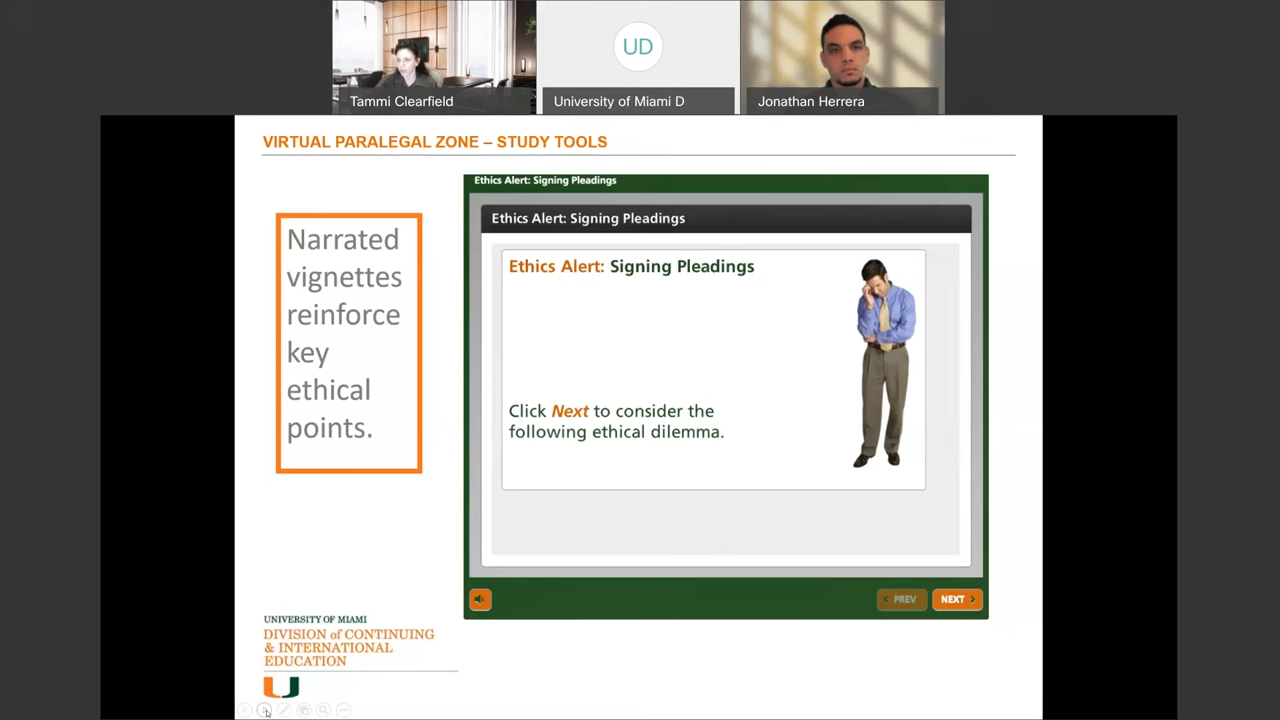 UD
Tammi Clearfield
University of Miami D
Jonathan Herrera
VIRTUAL PARALEGAL ZONE – STUDY TOOLS
Narrated
vignettes
reinforce
key
ethical
points.
Ethics Alert: Signing Pleadings
Ethics Alert: Signing Pleadings
Ethics Alert: Signing Pleadings
Click Next to consider the
following ethical dilemma.
PREV
NEXT
UNIVERSITY OF MIAMI
DIVISION of CONTINUING
& INTERNATIONAL
EDUCATION